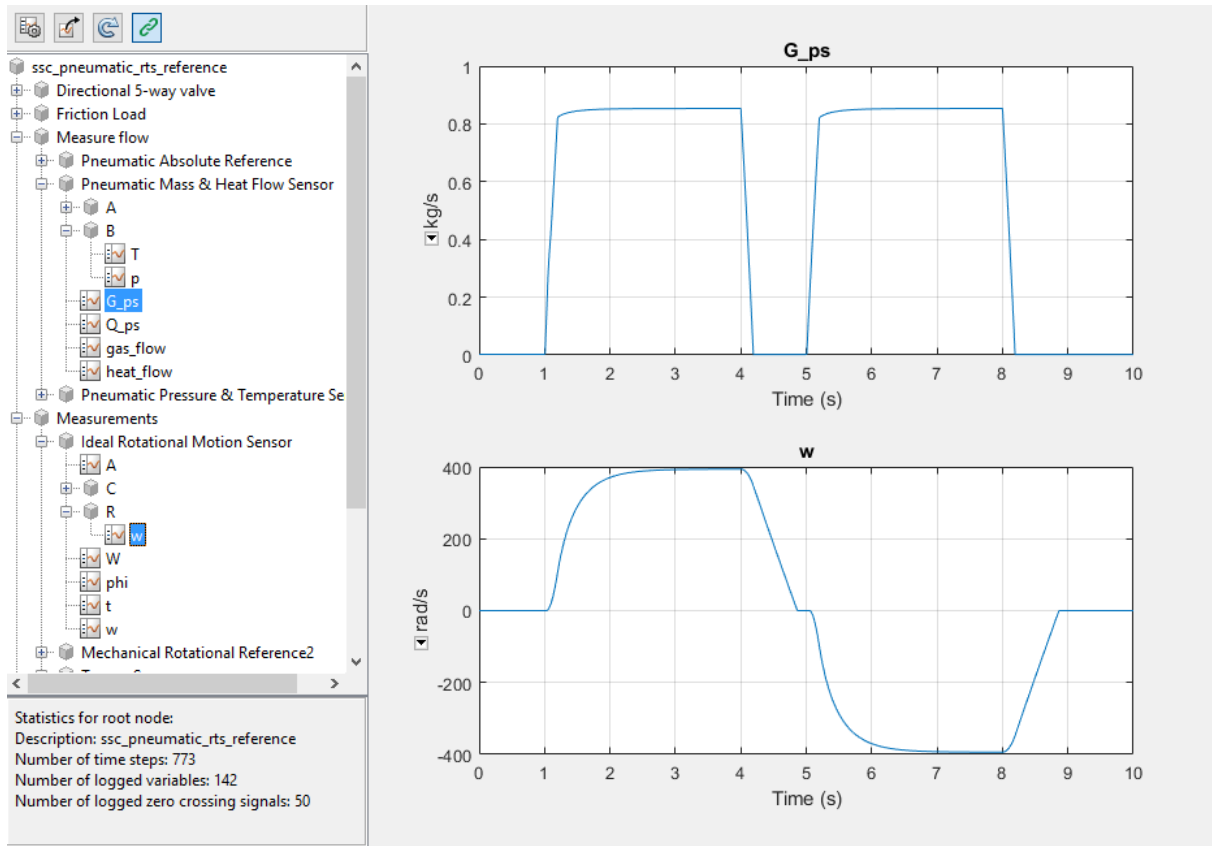 ssc_pneumatic_rts_reference
Directional 5-way valve
Friction Load
Measure flow
Pneumatic Absolute Reference
Pneumatic Mass & Heat Flow Sensor
A
B
T
p
G_ps
Q_ps
gas_flow
heat_flow
Pneumatic Pressure & Temperature Se
Measurements
Ideal Rotational Motion Sensor
A
C
R
w
W
phi
t
w
Mechanical Rotational Reference2
Statistics for root node:
Description: ssc_pneumatic_rts_reference
Number of time steps: 773
Number of logged variables: 142
Number of logged zero crossing signals: 50
G_ps
1
0.8
0.6
0.4
0.2
0
kg/s
0 1 2 3 4 5 6 7 8 9 10
Time (s)
w
400
200
0
-200
-400
rad/s
0 1 2 3 4 5 6 7 8 9 10
Time (s)